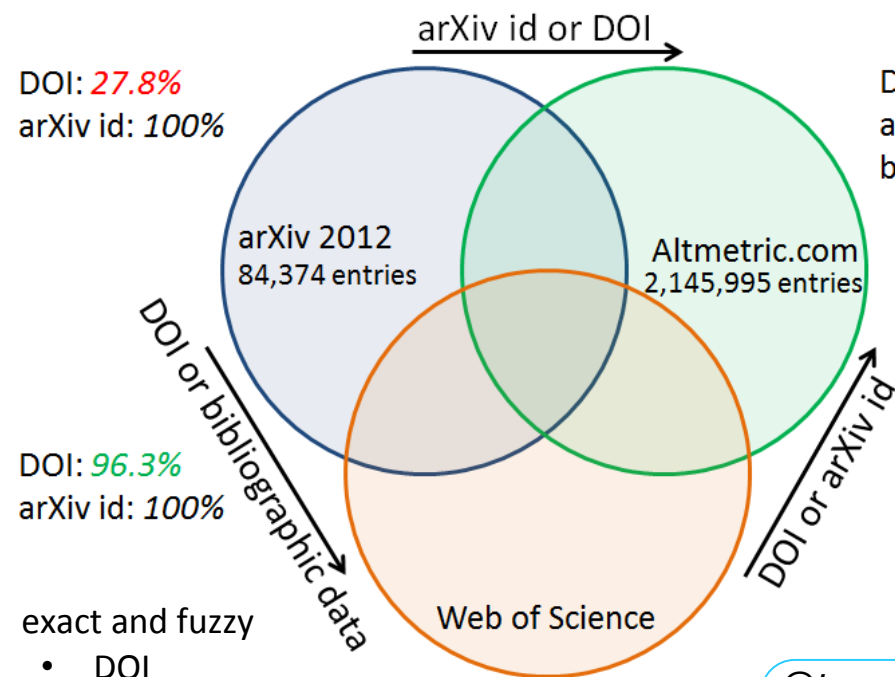 arXiv id or DOI
DOI: 27.8%
arXiv id: 100%
arXiv 2012
84,374 entries
Altmetric.com
2,145,995 entries
DOI or bibliographic data
DOI or arXiv id
DOI: 96.3%
arXiv id: 100%
Web of Science
exact and fuzzy
• DOI